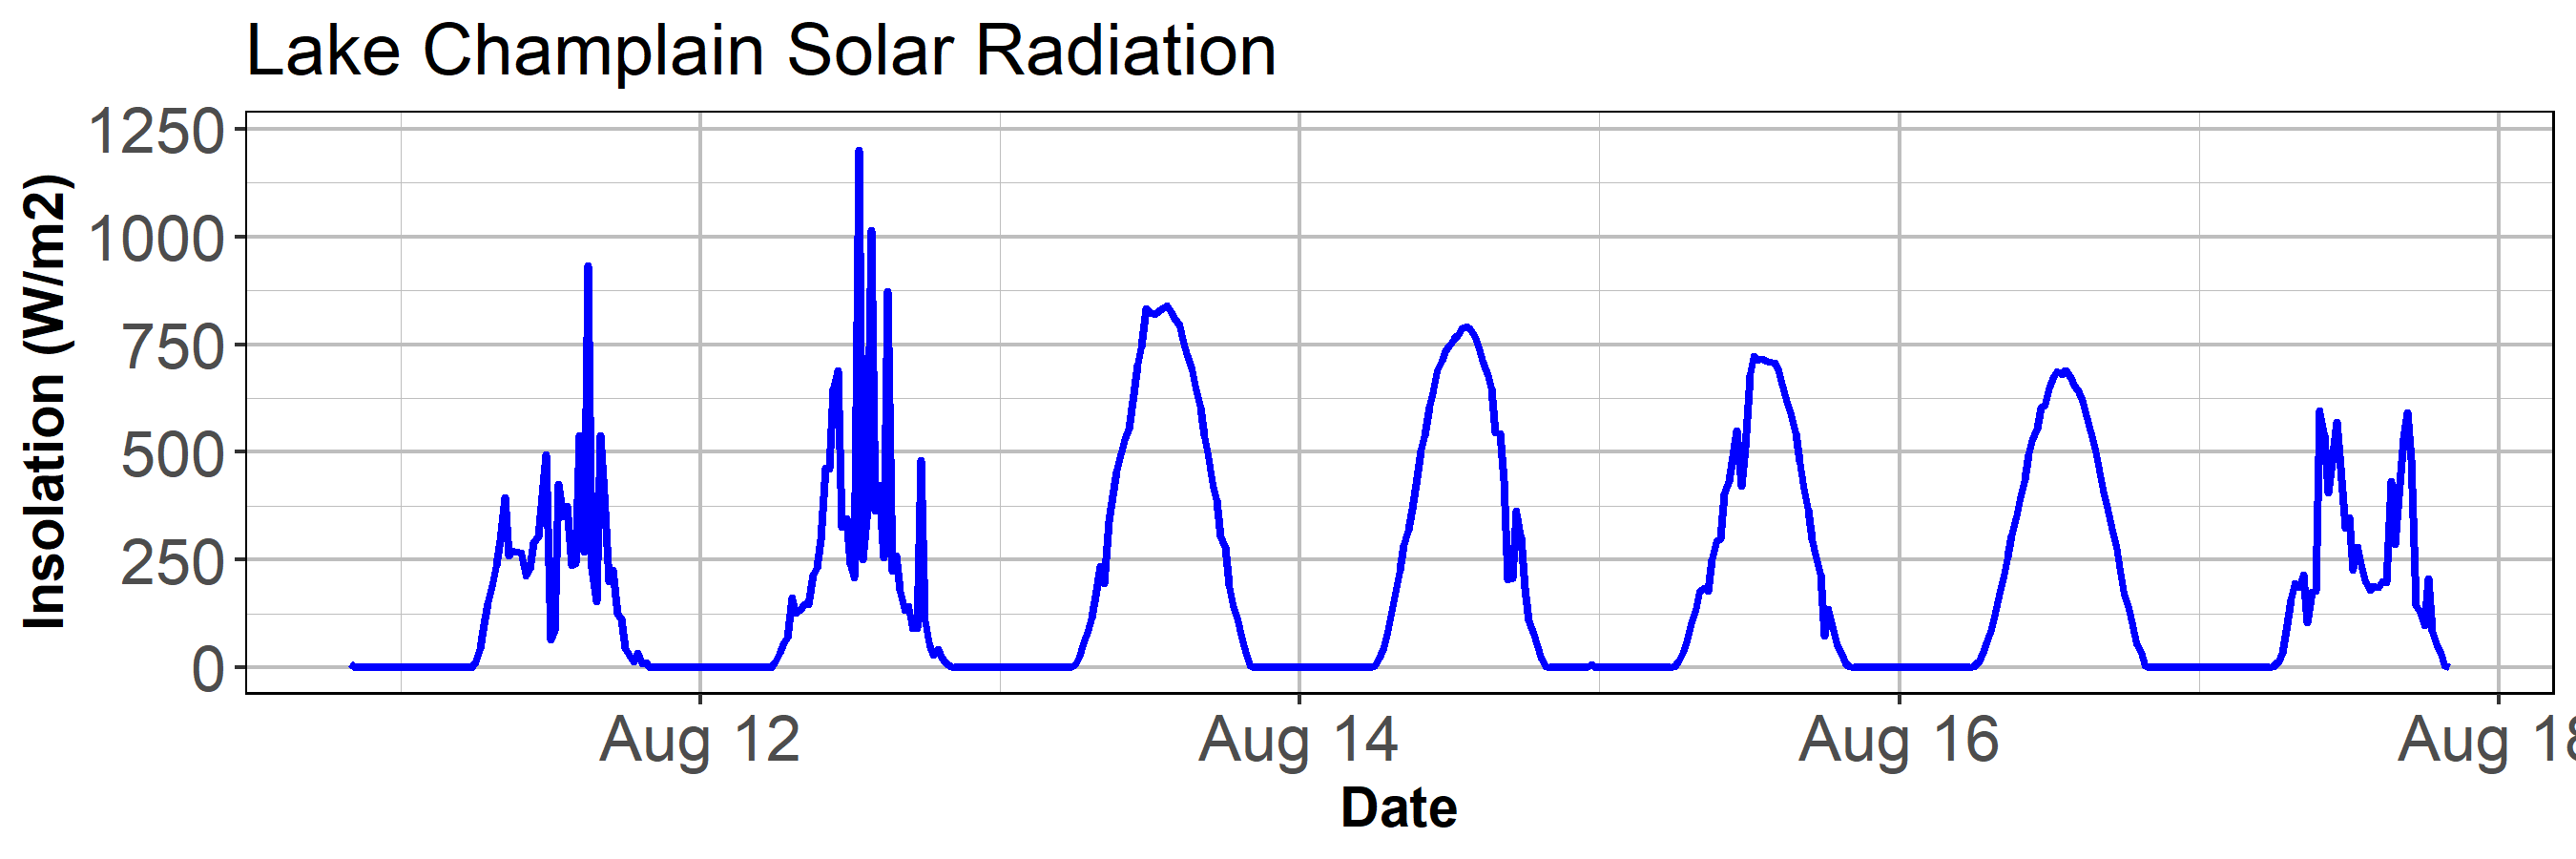 Lake Champlain Solar Radiation
Insolation (W/m2)
1250
1000
750
500
250
0
Aug 12 Aug 14 Aug 16 Aug 18
Date